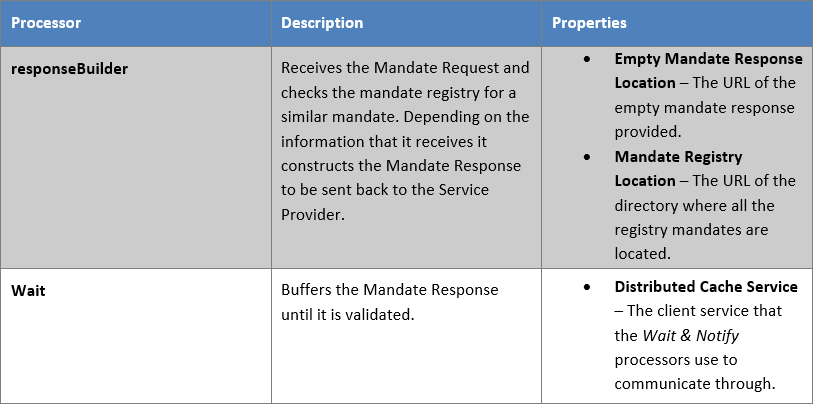 Processor
Description
Properties
responseBuilder
Receives the Mandate Request and
checks the mandate registry for a
similar mandate. Depending on the
information that it receives it
constructs the Mandate Response
to be sent back to the Service
Provider.
• Empty Mandate Response
Location – The URL of the
empty mandate response
provided.
• Mandate Registry
Location – The URL of the
directory where all the
registry mandates are
located.
Wait
Buffers the Mandate Response
until it is validated.
• Distributed Cache Service
– The client service that
the Wait & Notify
processors use to
communicate through.